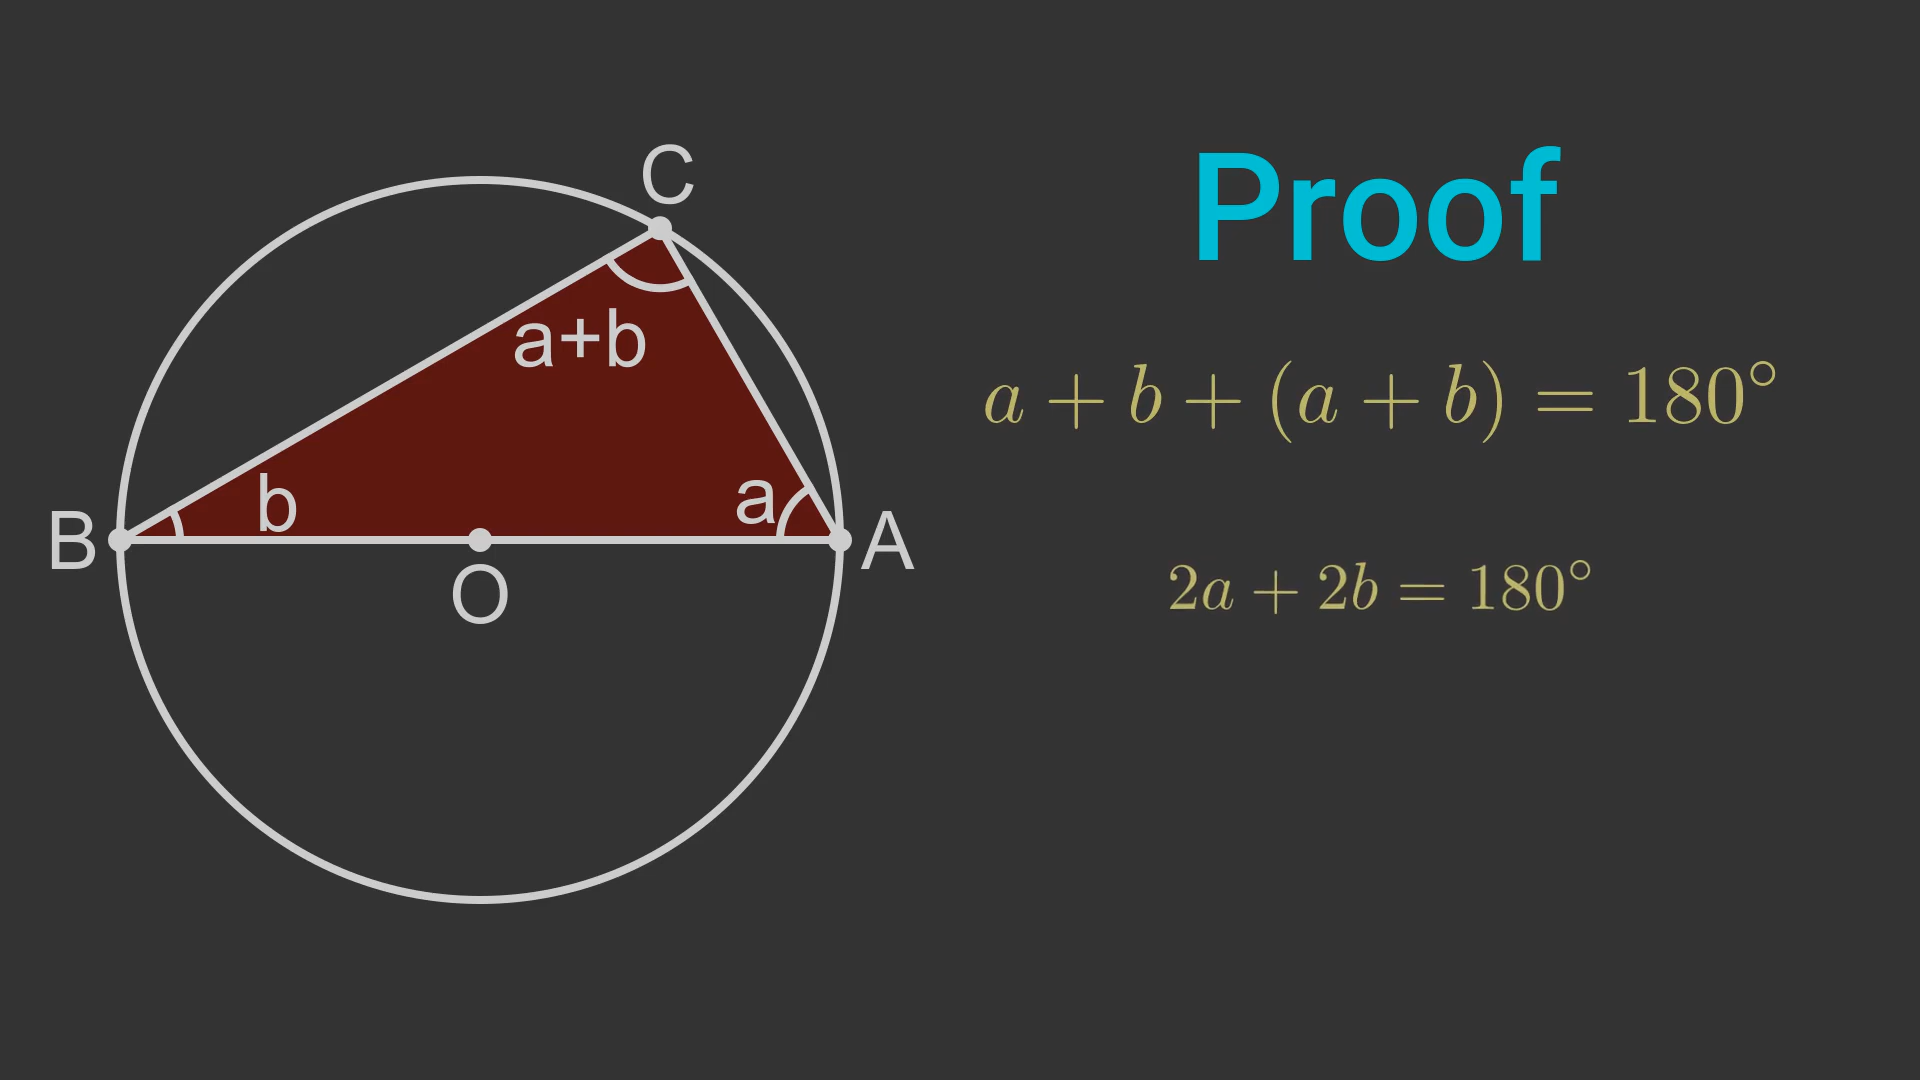 Proof
C
a+b
a + b + (a + b) = 180°
b
a
B
A
O
2a + 2b = 180°